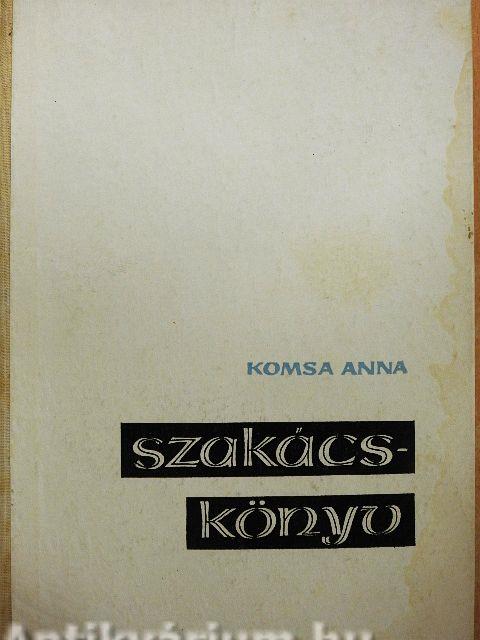 KOMSA ANNA
szakács-
könyv
Antikvárium.hu